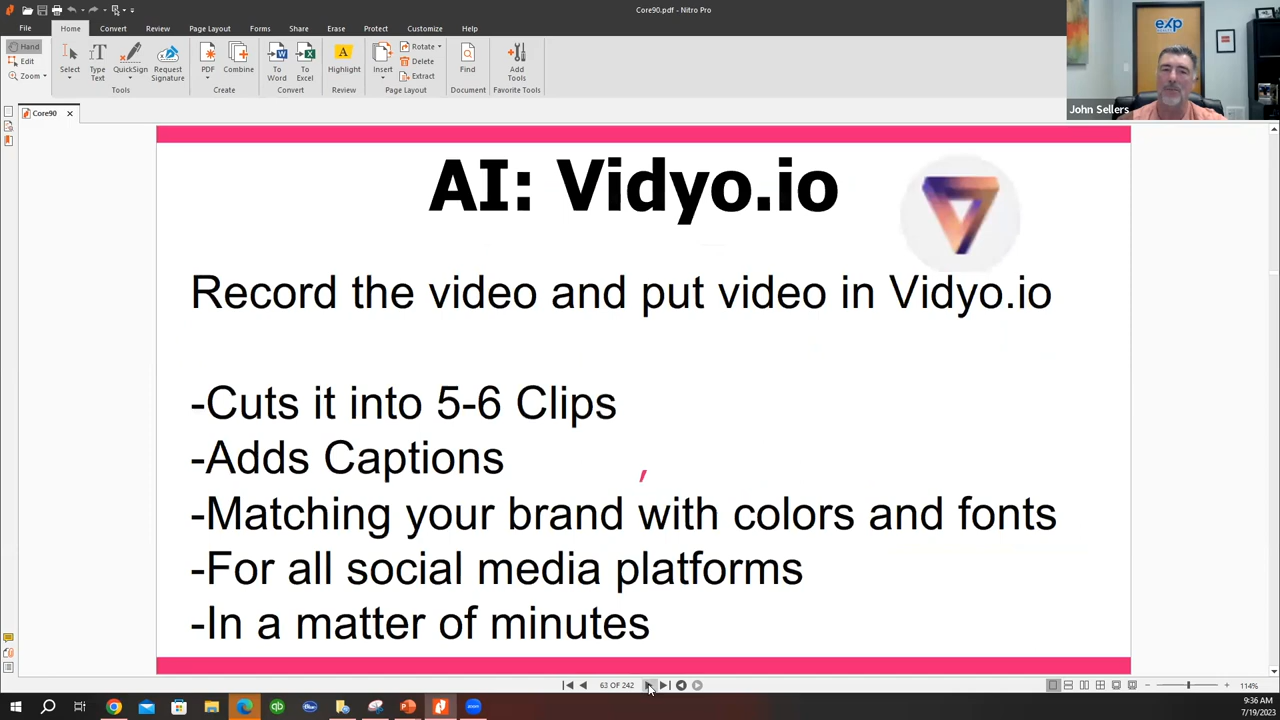 Core90.pdf - Nitro Pro
File Home Convert Review Page Layout Forms Share Erase Protect Customize Help
Hand
Edit
Zoom
Select
Type Text
QuickSign
Request Signature
Tools
PDF
Combine
Create
To Word
To Excel
Convert
Highlight
Review
Insert
Rotate
Delete
Extract
Page Layout
Find
Document
Add Tools
Favorite Tools
exp
John Sellers
Core90
AI: Vidyo.io
Record the video and put video in Vidyo.io
-Cuts it into 5-6 Clips
-Adds Captions
,
-Matching your brand with colors and fonts
-For all social media platforms
-In a matter of minutes
63 OF 242
114%
qb
9:36 AM
7/19/2023